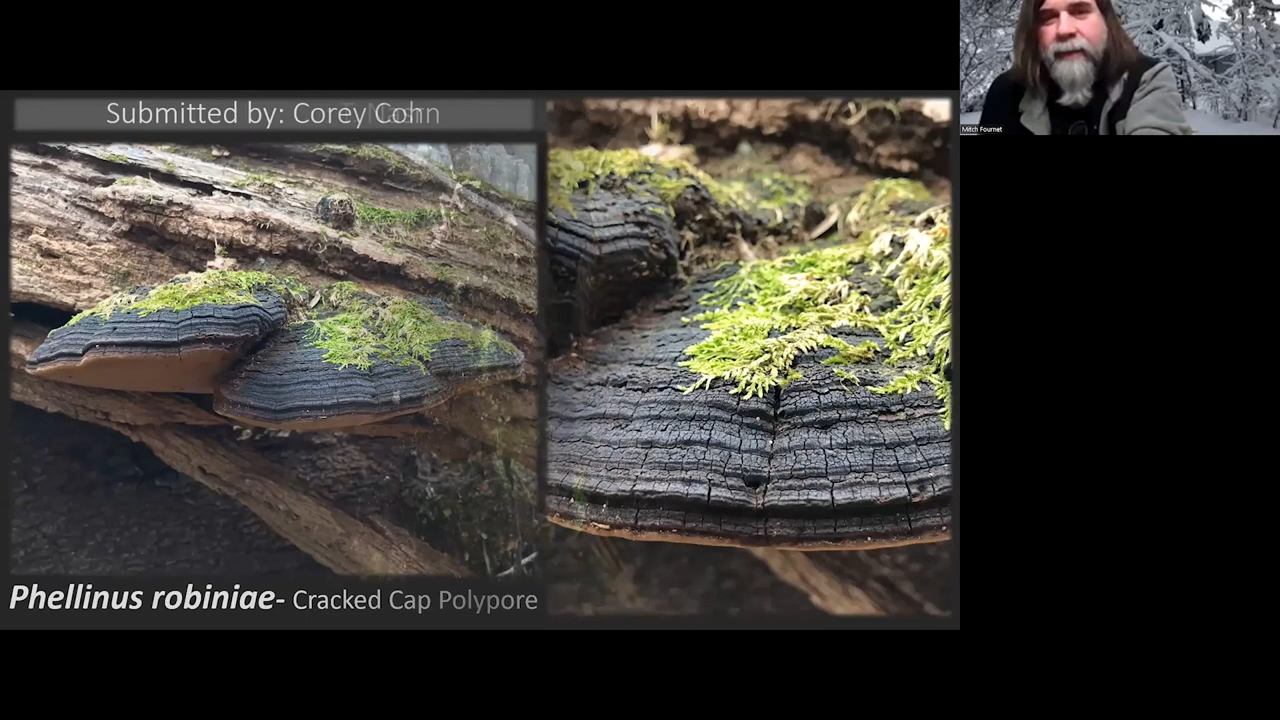 Submitted by: Corey Cohn
Mitch Fournet
Phellinus robiniae- Cracked Cap Polypore